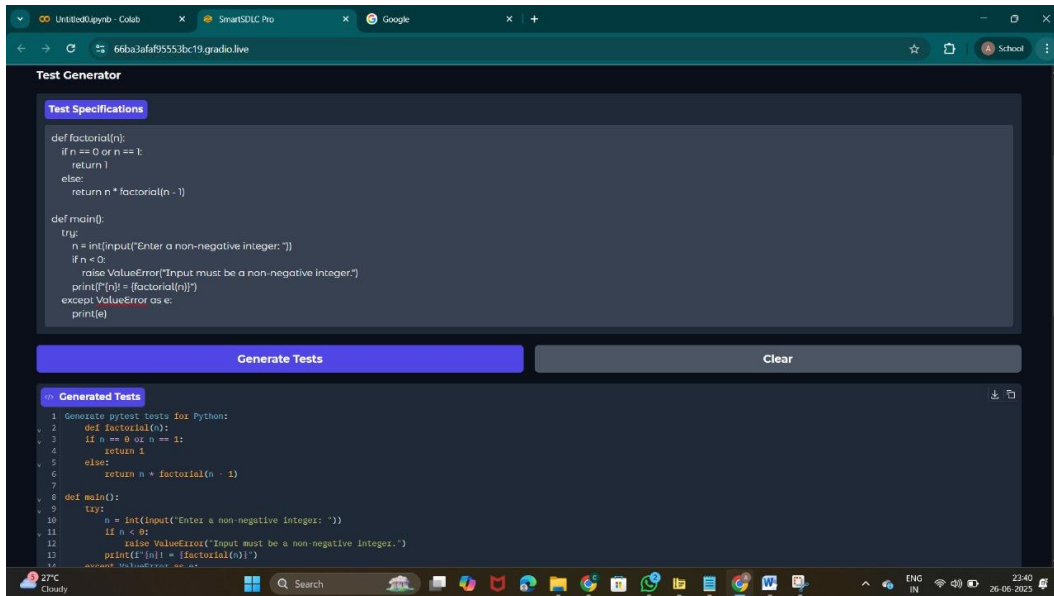 Untitled0.ipynb - Colab
SmartSDLC Pro
Google
66ba3afaf95553bc19.gradio.live
School
Test Generator
Test Specifications
def factorial(n):
if n == 0 or n == 1:
return 1
else:
return n * factorial(n - 1)
def main():
try:
n = int(input("Enter a non-negative integer: "))
if n < 0:
raise ValueError("Input must be a non-negative integer.")
print(f"{n}! = {factorial(n)}")
except ValueError as e:
print(e)
Generate Tests
Clear
Generated Tests
1 Generate pytest tests for Python:
2 def factorial(n):
3 if n == 0 or n == 1:
4 return 1
5 else:
6 return n * factorial(n - 1)
7
8 def main():
9 try:
10 n = int(input("Enter a non-negative integer: "))
11 if n < 0:
12 raise ValueError("Input must be a non-negative integer.")
13 print(f"{n}! = {factorial(n)}")
14 except ValueError as e:
27°C
Cloudy
Search
ENG
IN
23:40
26-06-2025